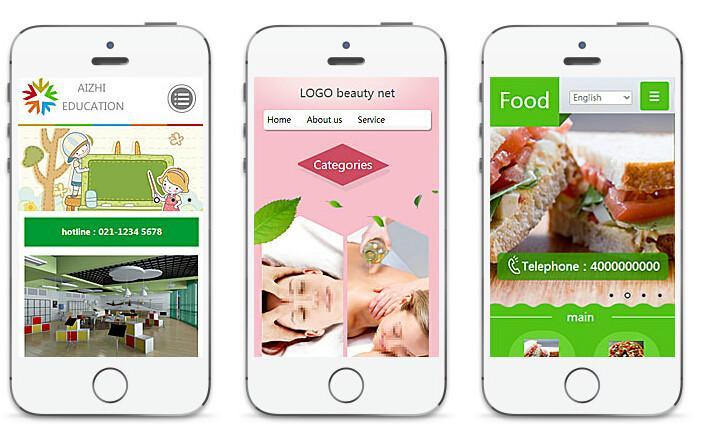 AIZHI
EDUCATION
hotline : 021-1234 5678
LOGO beauty net
Home About us Service
Categories
Food
English
Telephone : 4000000000
main